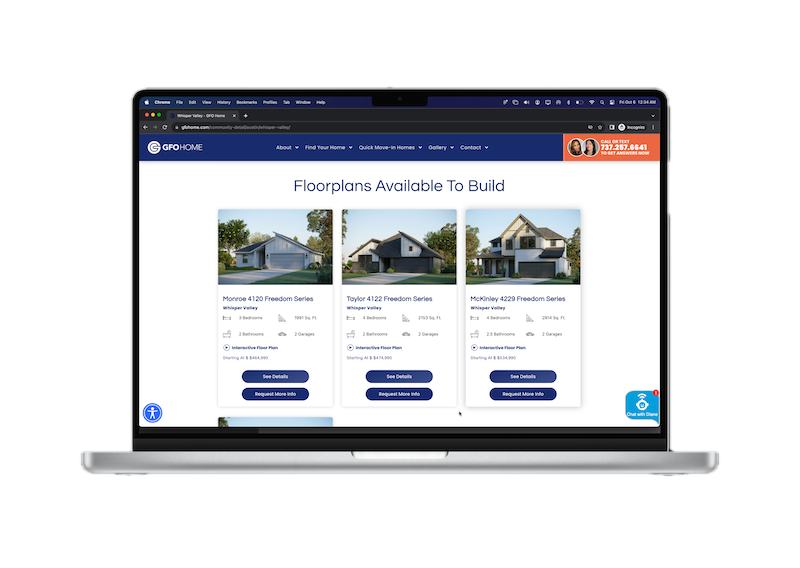 Chrome File Edit View History Bookmarks Profiles Tab Window Help
Fri Oct 6 12:34 AM
Whisper Valley - GFO Home
gfohome.com/community-detail/austin/whisper-valley/
Incognito
GFO HOME
About Find Your Home Quick Move-in Homes Gallery Contact
CALL OR TEXT
737.257.6641
TO GET ANSWERS NOW
Floorplans Available To Build
Monroe 4120 Freedom Series
Whisper Valley
3 Bedrooms 1991 Sq. Ft.
2 Bathrooms 2 Garages
Interactive Floor Plan
Starting At $ $464,990
See Details
Request More Info
Taylor 4122 Freedom Series
Whisper Valley
4 Bedrooms 2153 Sq. Ft.
2 Bathrooms 2 Garages
Interactive Floor Plan
Starting At $ $474,990
See Details
Request More Info
McKinley 4229 Freedom Series
Whisper Valley
4 Bedrooms 2914 Sq. Ft.
2.5 Bathrooms 2 Garages
Interactive Floor Plan
Starting At $ $534,990
See Details
Request More Info
Chat with Diana